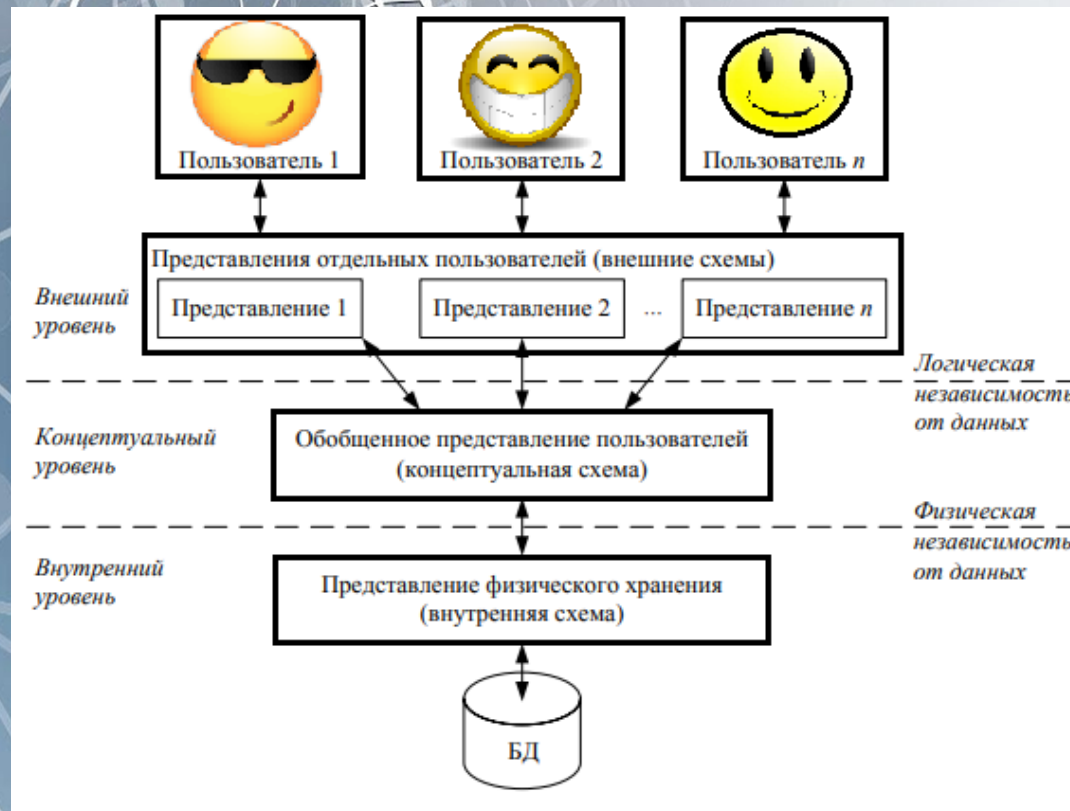 Пользователь 1
Пользователь 2
Пользователь n
Представления отдельных пользователей (внешние схемы)
Внешний
уровень
Представление 1
Представление 2
...
Представление n
Логическая
независимость
от данных
Концептуальный
уровень
Обобщенное представление пользователей
(концептуальная схема)
Физическая
независимость
от данных
Внутренний
уровень
Представление физического хранения
(внутренняя схема)
БД